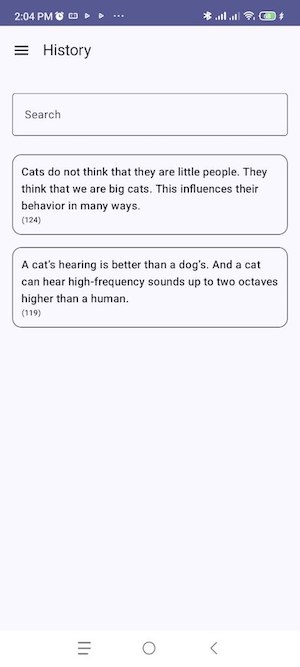 2:04 PM
History
Search
Cats do not think that they are little people. They
think that we are big cats. This influences their
behavior in many ways.
(124)
A cat's hearing is better than a dog's. And a cat
can hear high-frequency sounds up to two octaves
higher than a human.
(119)